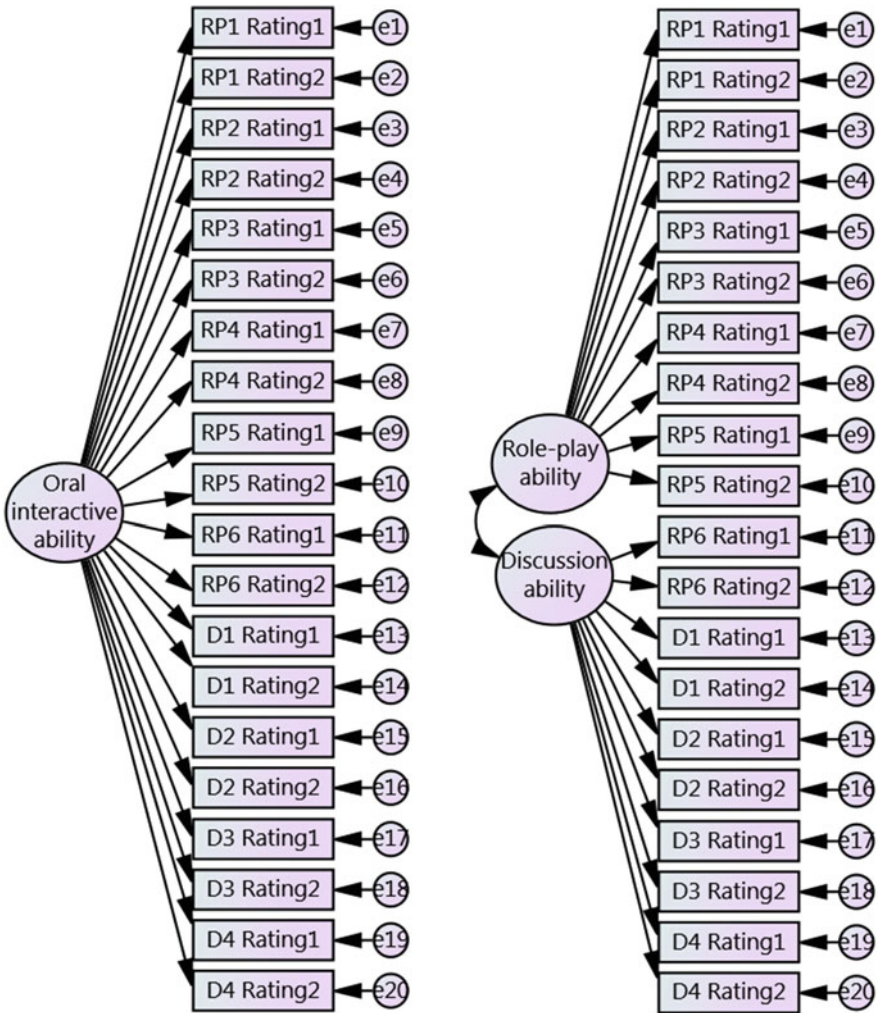 RP1 Rating1 e1
RP1 Rating2 e2
RP2 Rating1 e3
RP2 Rating2 e4
RP3 Rating1 e5
RP3 Rating2 e6
RP4 Rating1 e7
RP4 Rating2 e8
RP5 Rating1 e9
RP5 Rating2 e10
RP6 Rating1 e11
RP6 Rating2 e12
D1 Rating1 e13
D1 Rating2 e14
D2 Rating1 e15
D2 Rating2 e16
D3 Rating1 e17
D3 Rating2 e18
D4 Rating1 e19
D4 Rating2 e20
Oral
interactive
ability
RP1 Rating1 e1
RP1 Rating2 e2
RP2 Rating1 e3
RP2 Rating2 e4
RP3 Rating1 e5
RP3 Rating2 e6
RP4 Rating1 e7
RP4 Rating2 e8
RP5 Rating1 e9
RP5 Rating2 e10
RP6 Rating1 e11
RP6 Rating2 e12
D1 Rating1 e13
D1 Rating2 e14
D2 Rating1 e15
D2 Rating2 e16
D3 Rating1 e17
D3 Rating2 e18
D4 Rating1 e19
D4 Rating2 e20
Role-play
ability
Discussion
ability